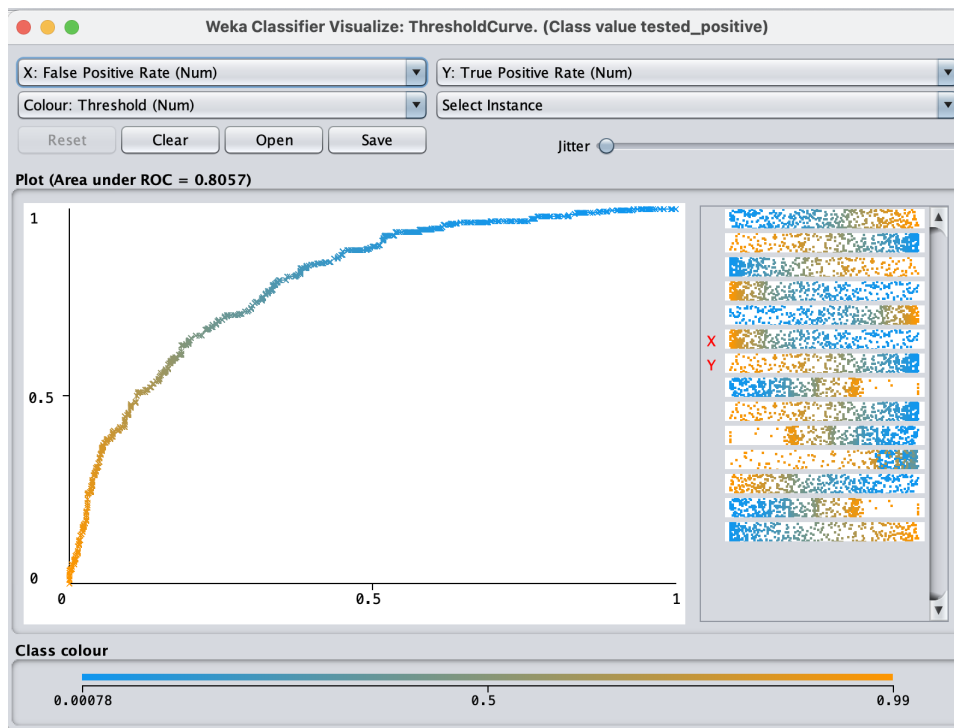 Weka Classifier Visualize: ThresholdCurve. (Class value tested_positive)
X: False Positive Rate (Num)
Y: True Positive Rate (Num)
Colour: Threshold (Num)
Select Instance
Reset
Clear
Open
Save
Jitter
Plot (Area under ROC = 0.8057)
1
0.5
0
0
0.5
1
X
Y
Class colour
0.00078
0.5
0.99